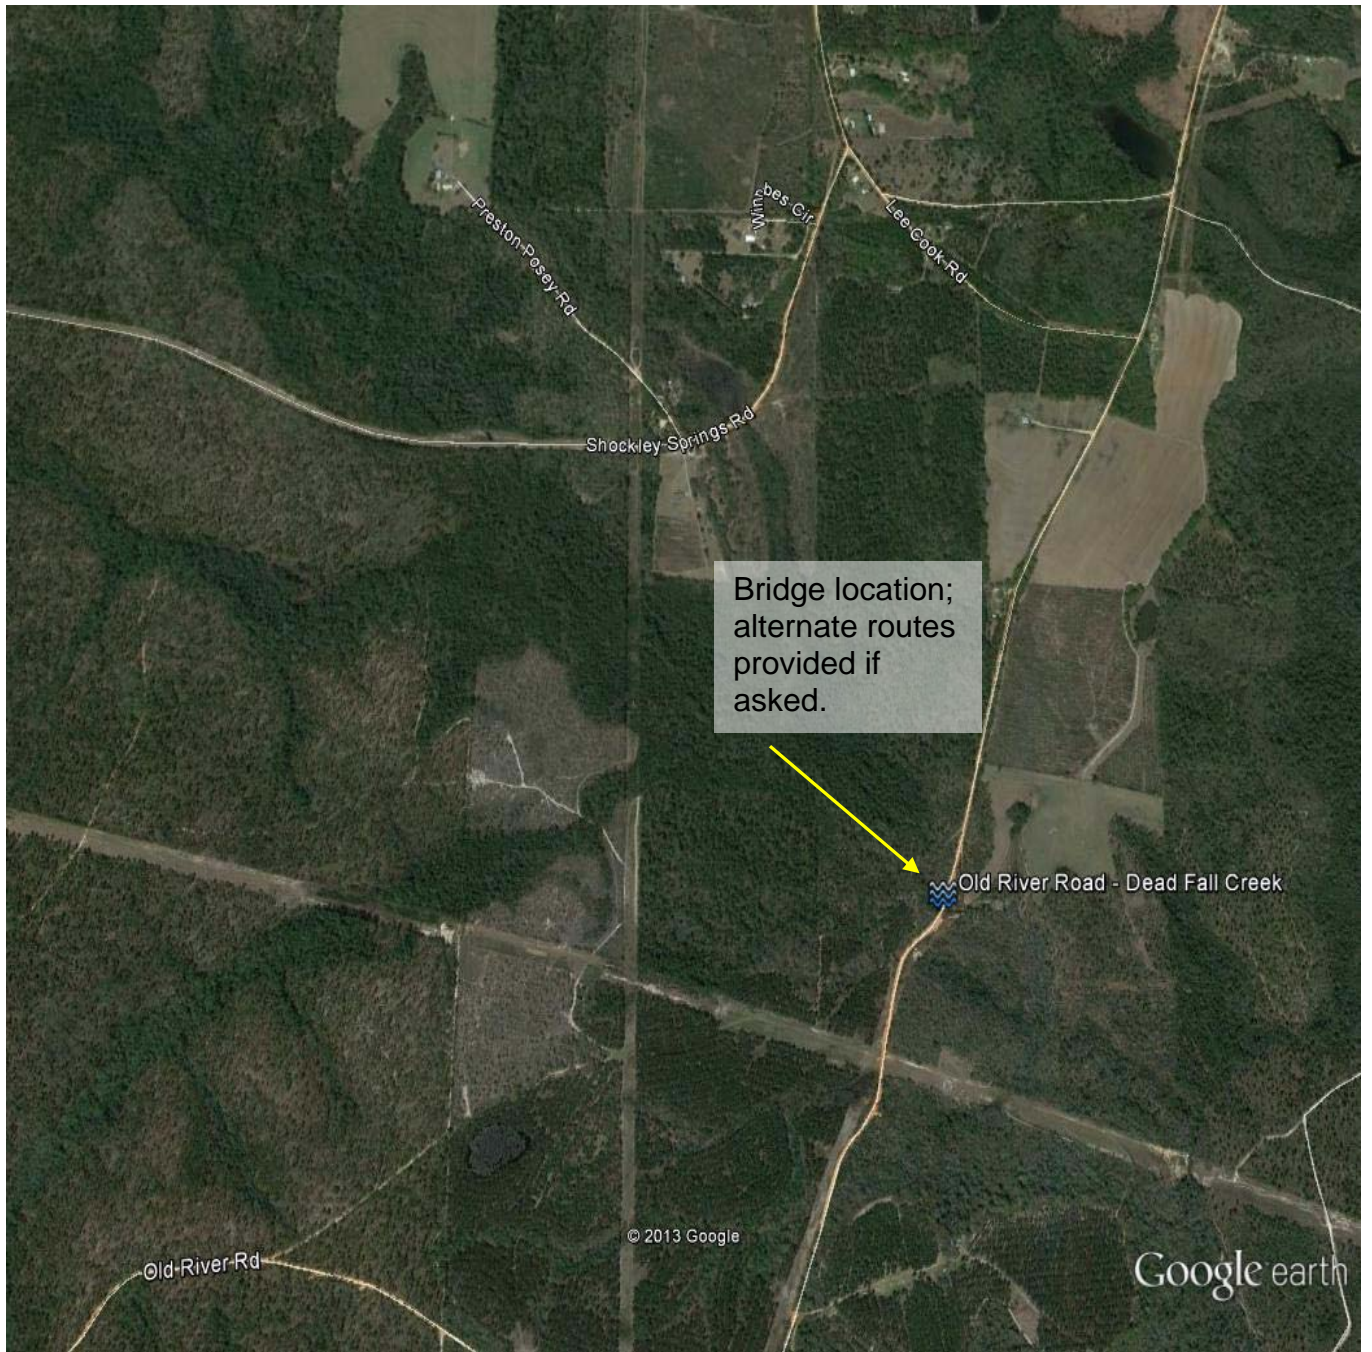 Winn
bes Cir
Preston Posey Rd
Lee Cook Rd
Shockley Springs Rd
Bridge location;
alternate routes
provided if
asked.
Old River Road - Dead Fall Creek
© 2013 Google
Old River Rd
Google earth